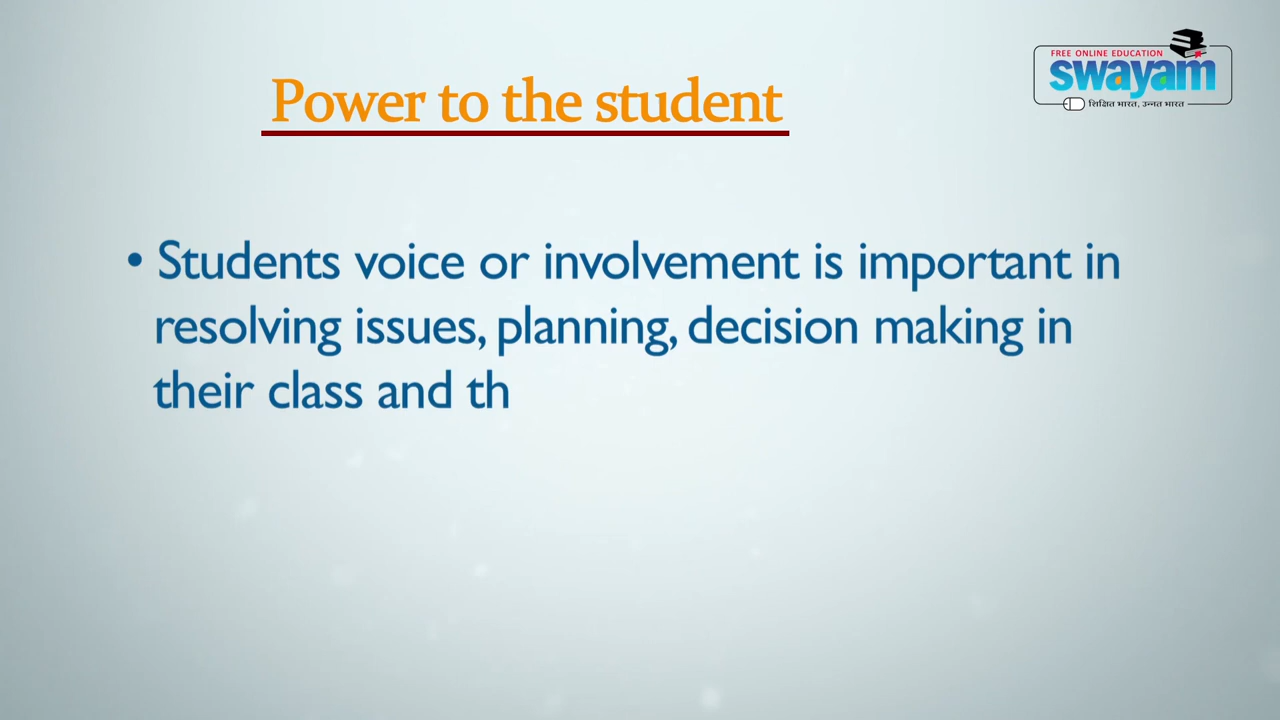 FREE ONLINE EDUCATION
swayam
शिक्षित भारत, उन्नत भारत
Power to the student
• Students voice or involvement is important in
resolving issues, planning, decision making in
their class and th